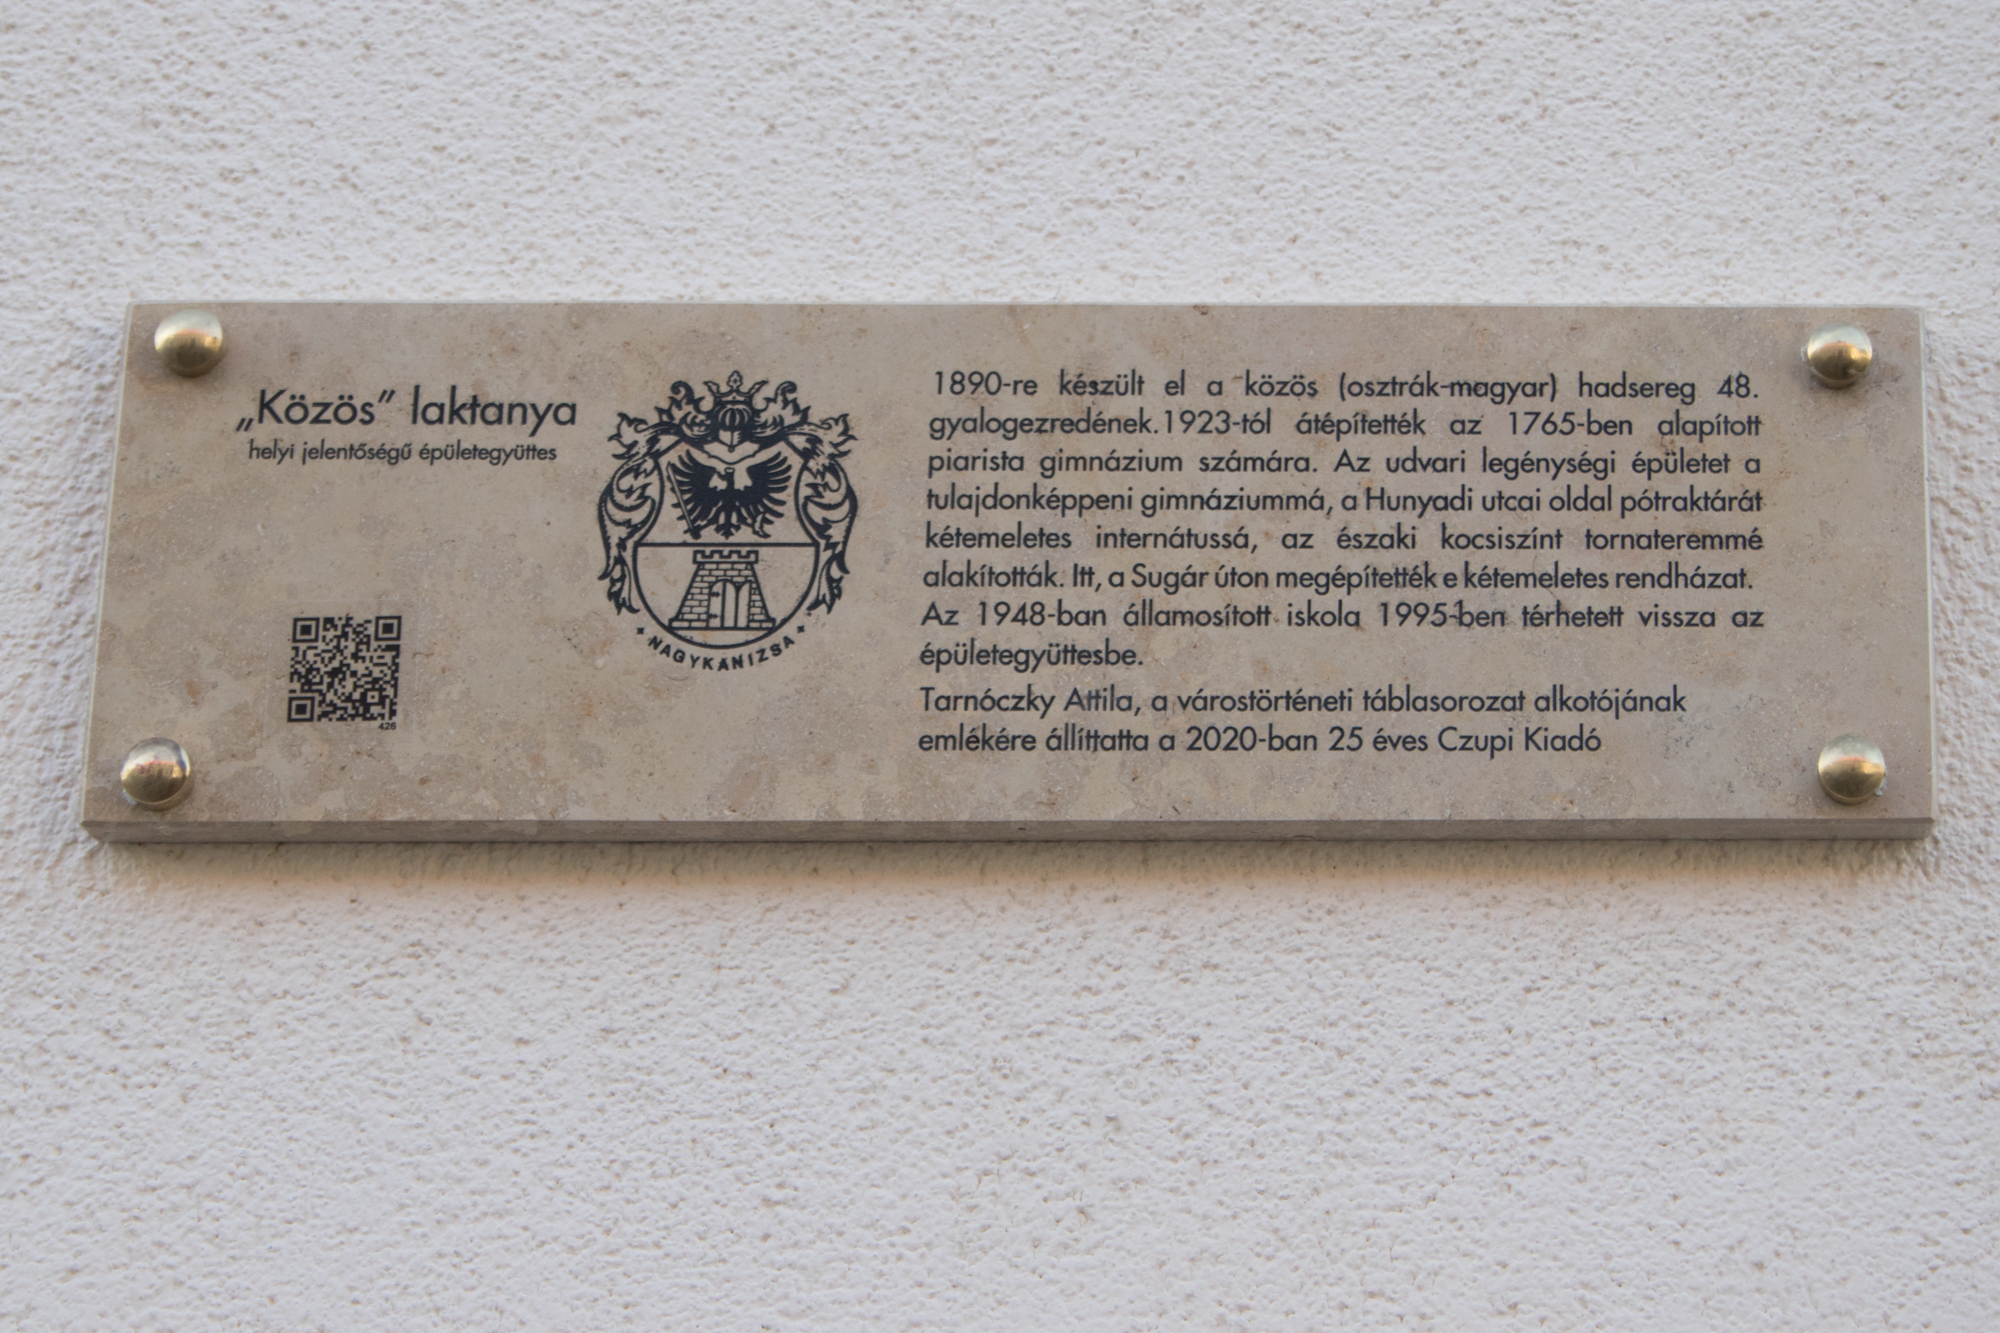 „Közös” laktanya
helyi jelentőségű épületegyüttes
426
NAGYKANIZSA
1890-re készült el a közös (osztrák-magyar) hadsereg 48.
gyalogezredének.1923-tól átépítették az 1765-ben alapított
piarista gimnázium számára. Az udvari legénységi épületet a
tulajdonképpeni gimnáziummá, a Hunyadi utcai oldal pótraktárát
kétemeletes internátussá, az északi kocsiszínt tornateremmé
alakították. Itt, a Sugár úton megépítették e kétemeletes rendházat.
Az 1948-ban államosított iskola 1995-ben térhetett vissza az
épületegyüttesbe.
Tarnóczky Attila, a várostörténeti táblasorozat alkotójának
emlékére állíttatta a 2020-ban 25 éves Czupi Kiadó